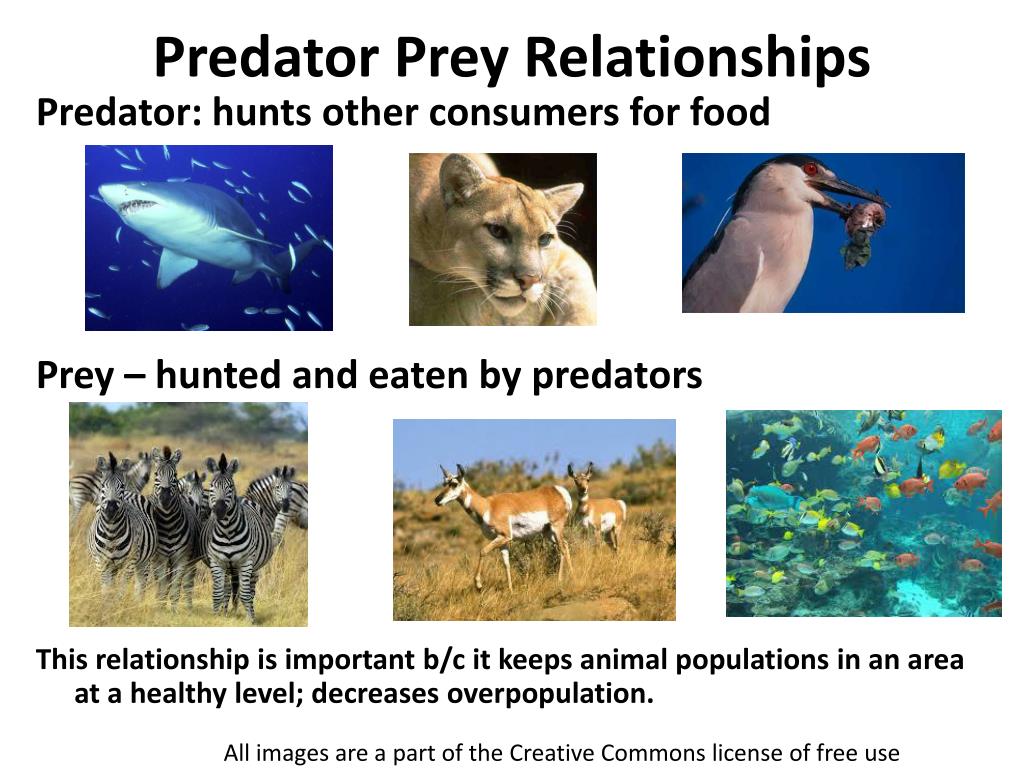 Predator Prey Relationships
Predator: hunts other consumers for food
Prey – hunted and eaten by predators
This relationship is important b/c it keeps animal populations in an area
at a healthy level; decreases overpopulation.
All images are a part of the Creative Commons license of free use